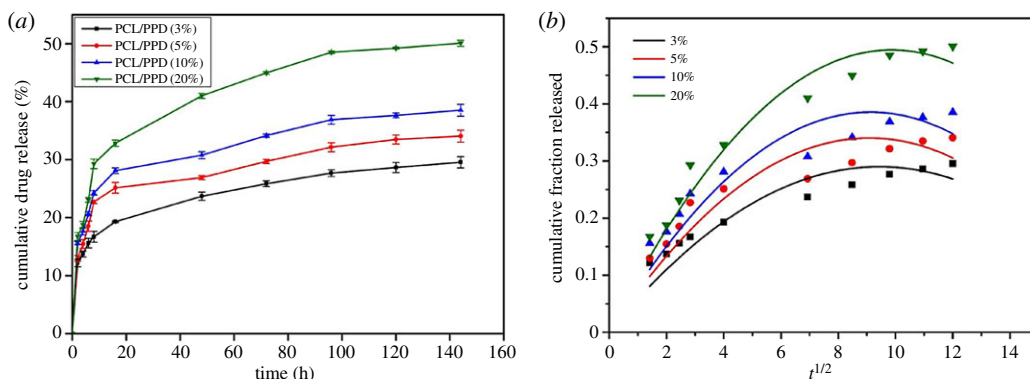 (a)
PCL/PPD (3%)
PCL/PPD (5%)
PCL/PPD (10%)
PCL/PPD (20%)
50
40
30
20
10
0
cumulative drug release (%)
0 20 40 60 80 100 120 140 160
time (h)
(b)
3%
5%
10%
20%
0.5
0.4
0.3
0.2
0.1
0
cumulative fraction released
0 2 4 6 8 10 12 14
t^1/2